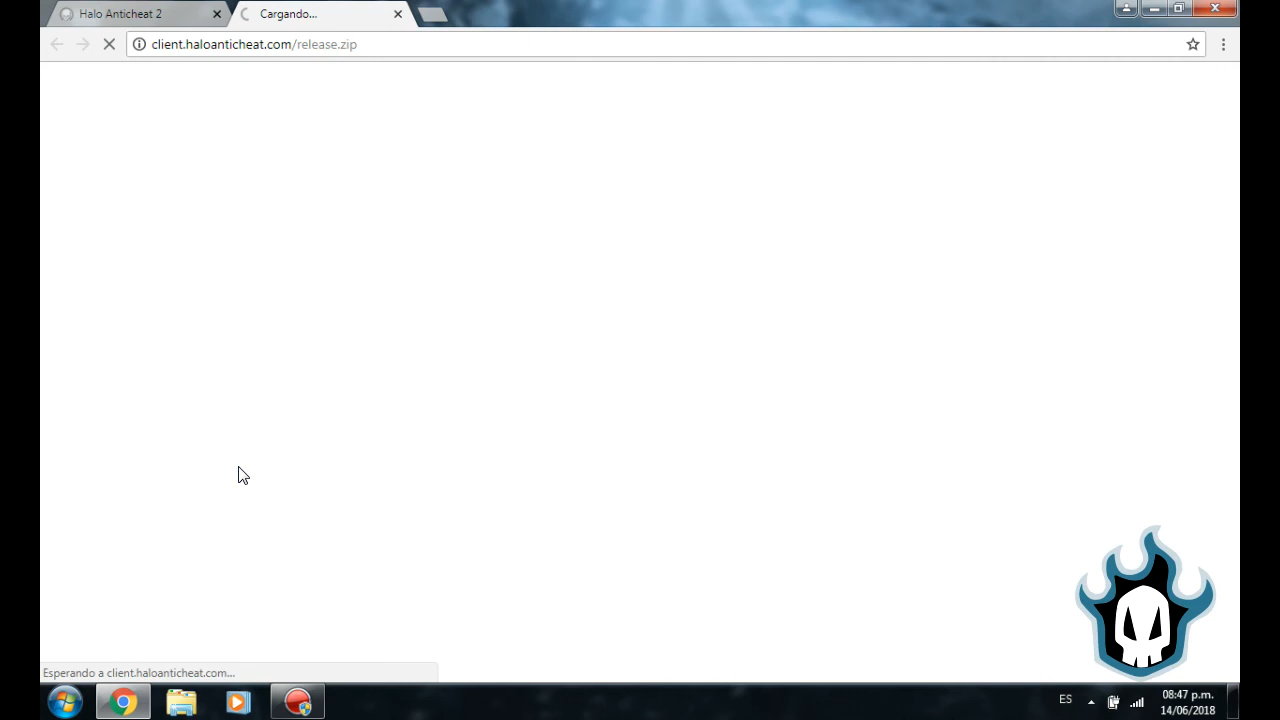 Halo Anticheat 2
Cargando...
client.haloanticheat.com/release.zip
Esperando a client.haloanticheat.com...
ES
08:47 p.m.
14/06/2018